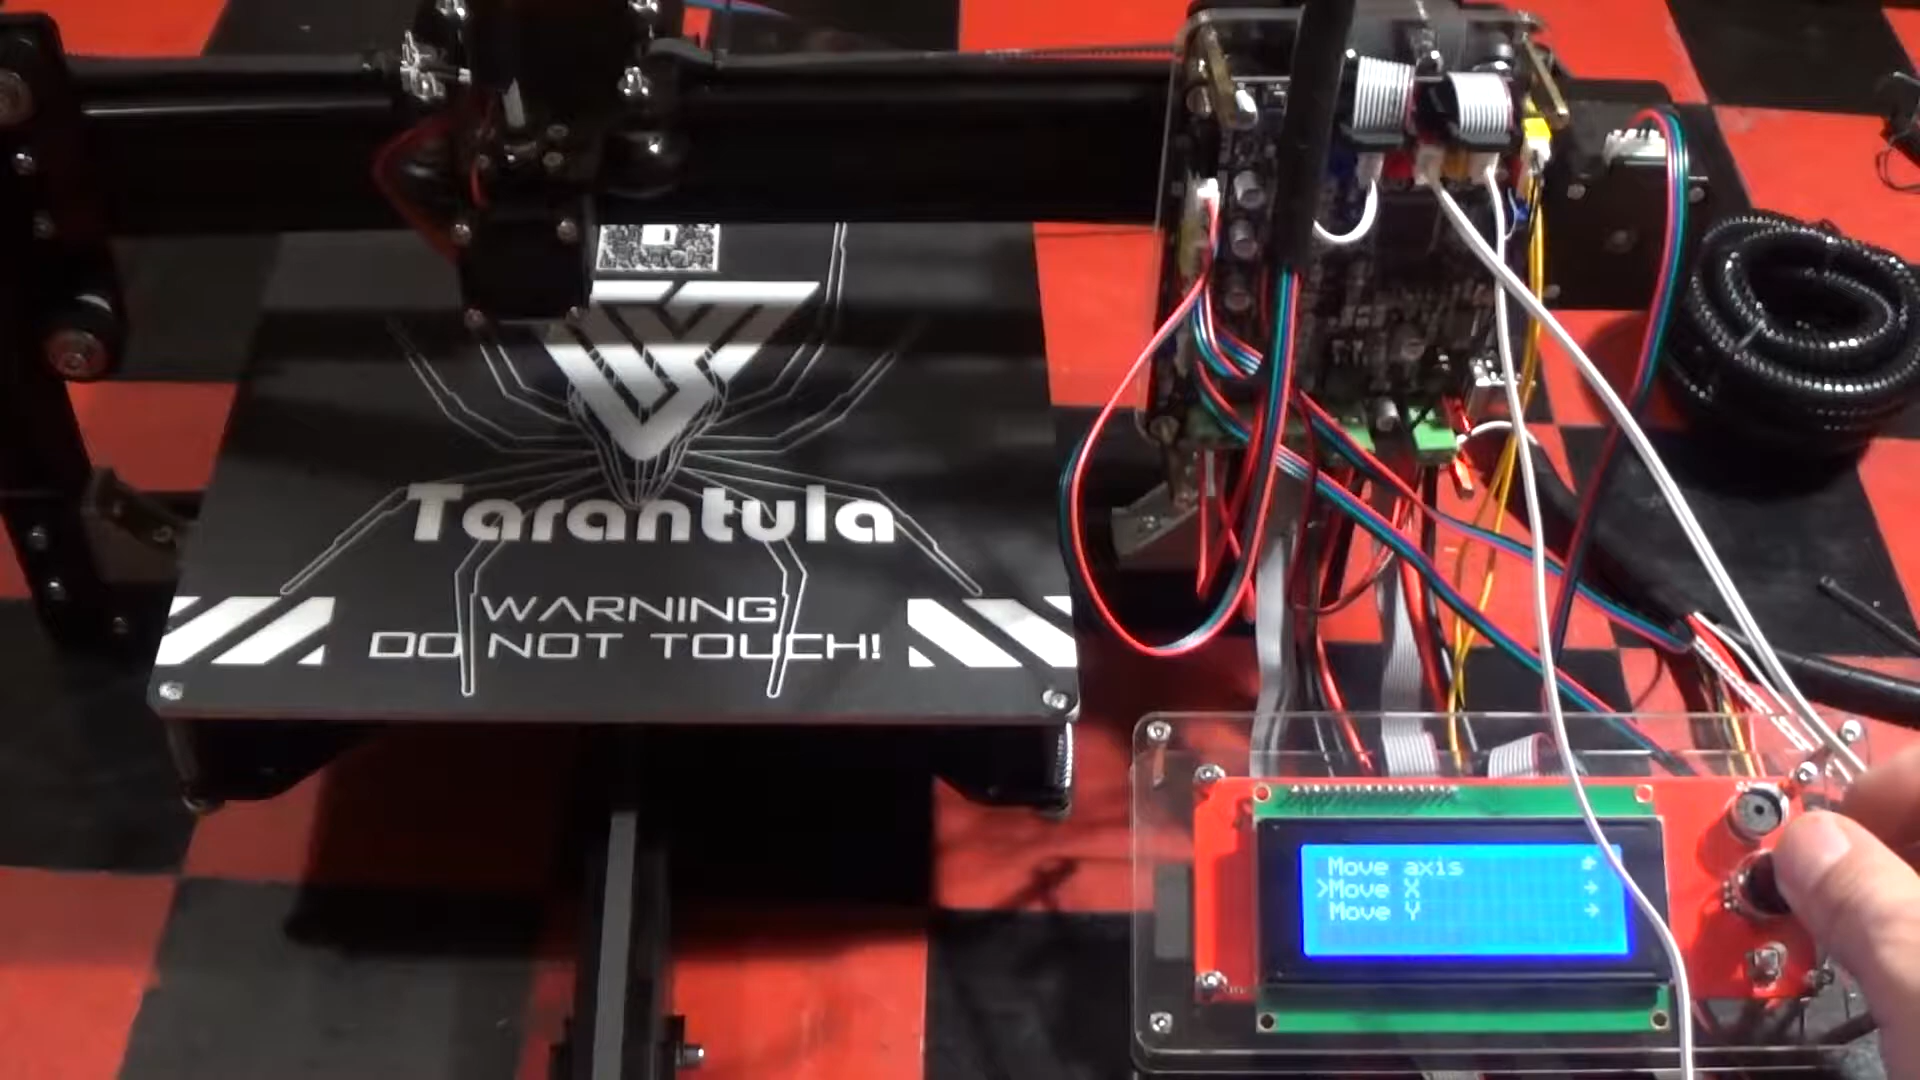 Tarantula
WARNING
DO NOT TOUCH!
Move axis
>Move X →
Move Y →